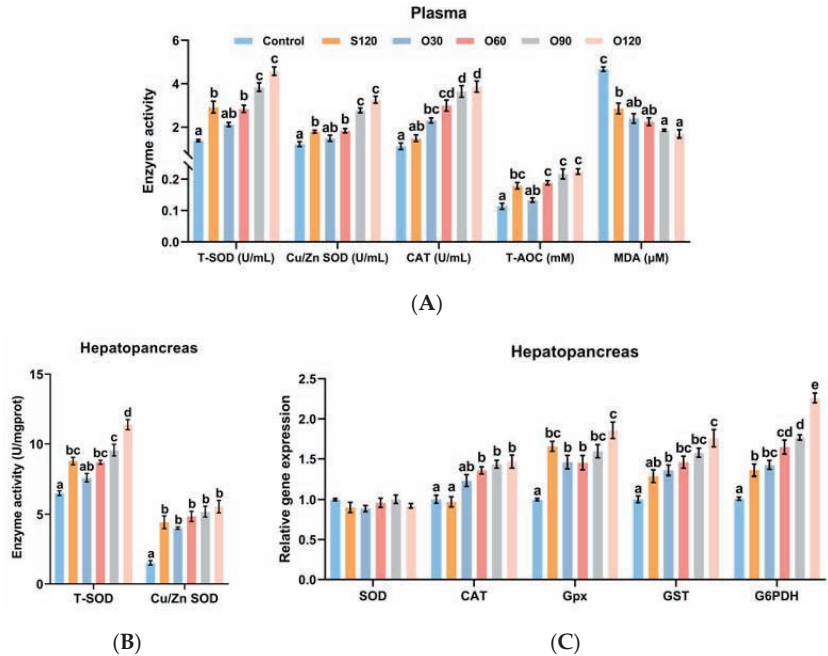 Plasma
Control S120 O30 O60 O90 O120
Enzyme activity
6
4
2
0.2
0.1
0.0
a b ab b c c
a b ab b c c
a ab bc cd d d
a bc ab c c c
c b ab ab a a
T-SOD (U/mL) Cu/Zn SOD (U/mL) CAT (U/mL) T-AOC (mM) MDA (μM)
(A)
Hepatopancreas
Enzyme activity (U/mgprot)
15
10
5
0
a bc ab bc c d
a b b b b b
T-SOD Cu/Zn SOD
(B)
Hepatopancreas
Relative gene expression
2.5
2.0
1.5
1.0
0.5
0.0
a a ab b b b
a bc b b bc c
a ab b bc bc c
a b bc cd d e
SOD CAT Gpx GST G6PDH
(C)